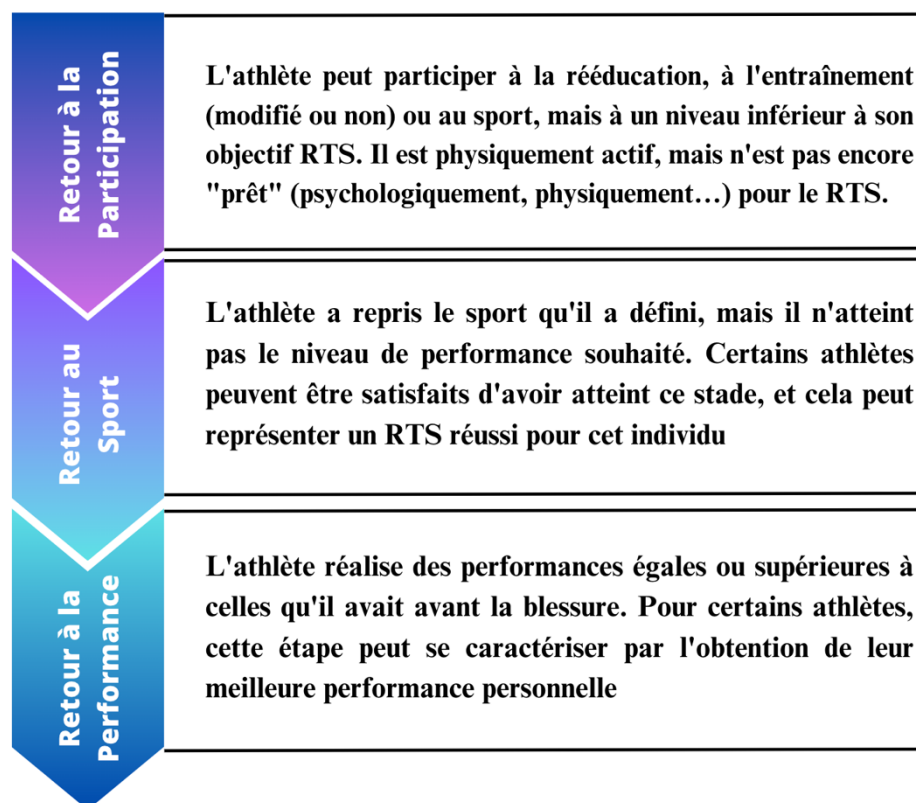 Retour à la
Participation
L'athlète peut participer à la rééducation, à l'entraînement
(modifié ou non) ou au sport, mais à un niveau inférieur à son
objectif RTS. Il est physiquement actif, mais n'est pas encore
"prêt" (psychologiquement, physiquement…) pour le RTS.
Retour au
Sport
L'athlète a repris le sport qu'il a défini, mais il n'atteint
pas le niveau de performance souhaité. Certains athlètes
peuvent être satisfaits d'avoir atteint ce stade, et cela peut
représenter un RTS réussi pour cet individu
Retour à la
Performance
L'athlète réalise des performances égales ou supérieures à
celles qu'il avait avant la blessure. Pour certains athlètes,
cette étape peut se caractériser par l'obtention de leur
meilleure performance personnelle